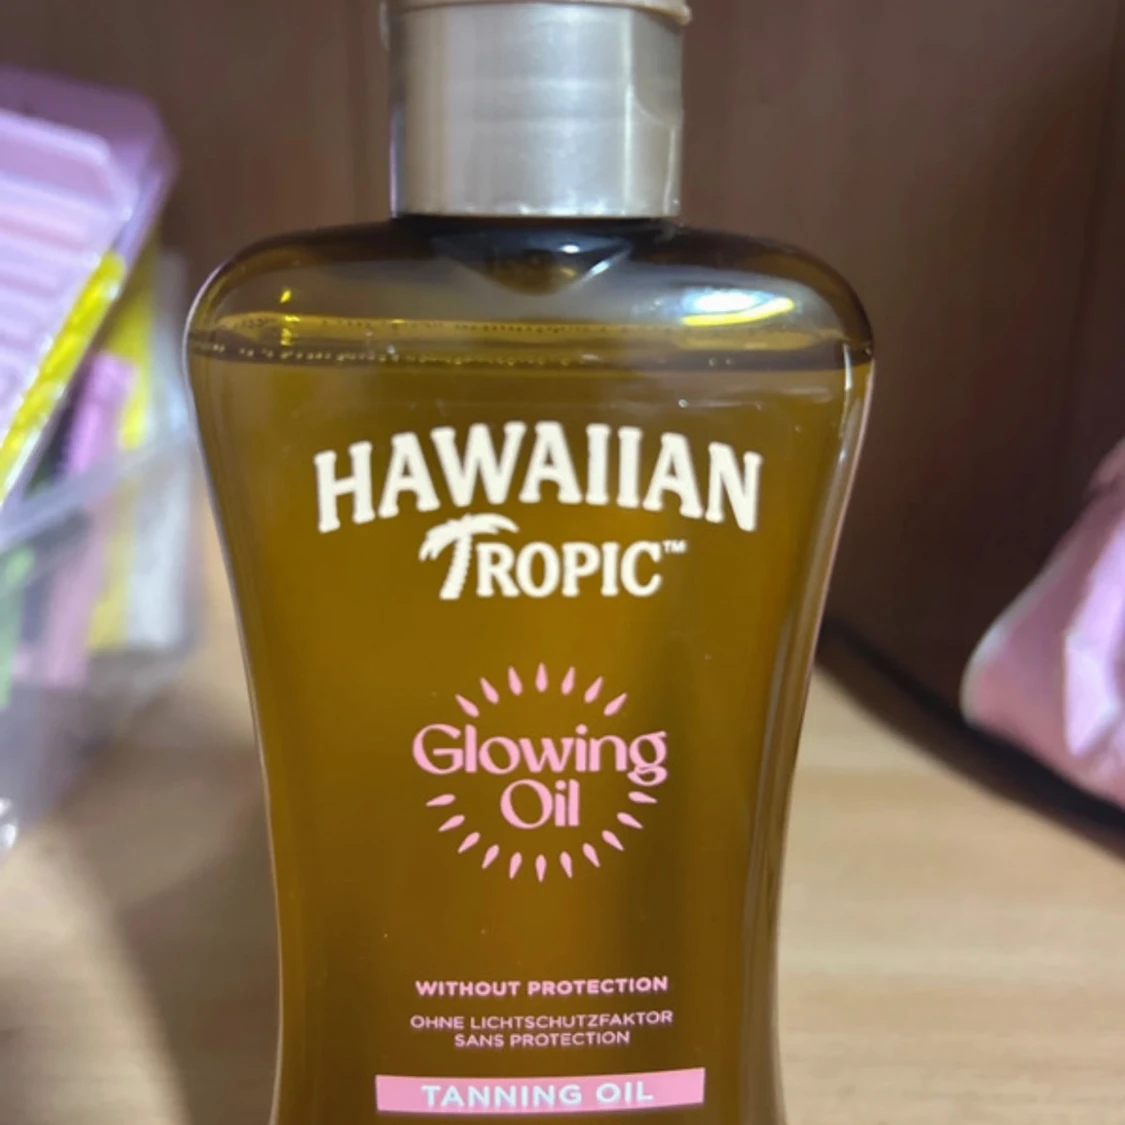 HAWAIIAN
TROPIC™
Glowing
Oil
WITHOUT PROTECTION
OHNE LICHTSCHUTZFAKTOR
SANS PROTECTION
TANNING OIL